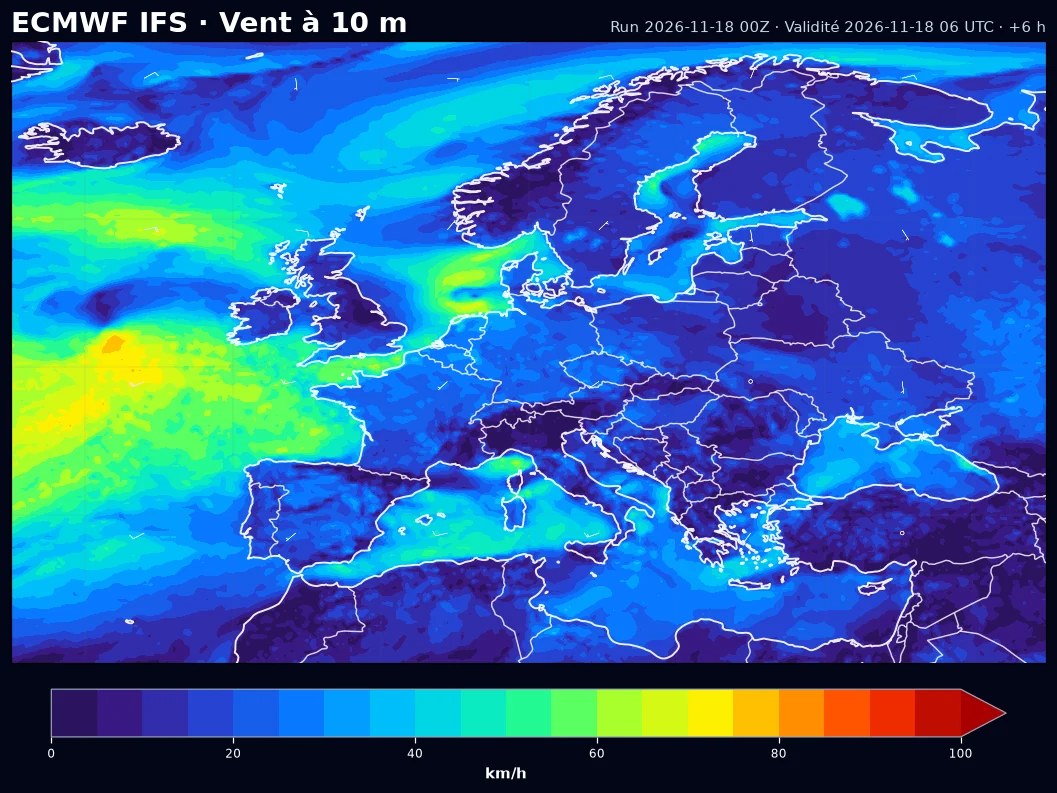 ECMWF IFS · Vent à 10 m
Run 2026-11-18 00Z · Validité 2026-11-18 06 UTC · +6 h
0 20 40 60 80 100
km/h